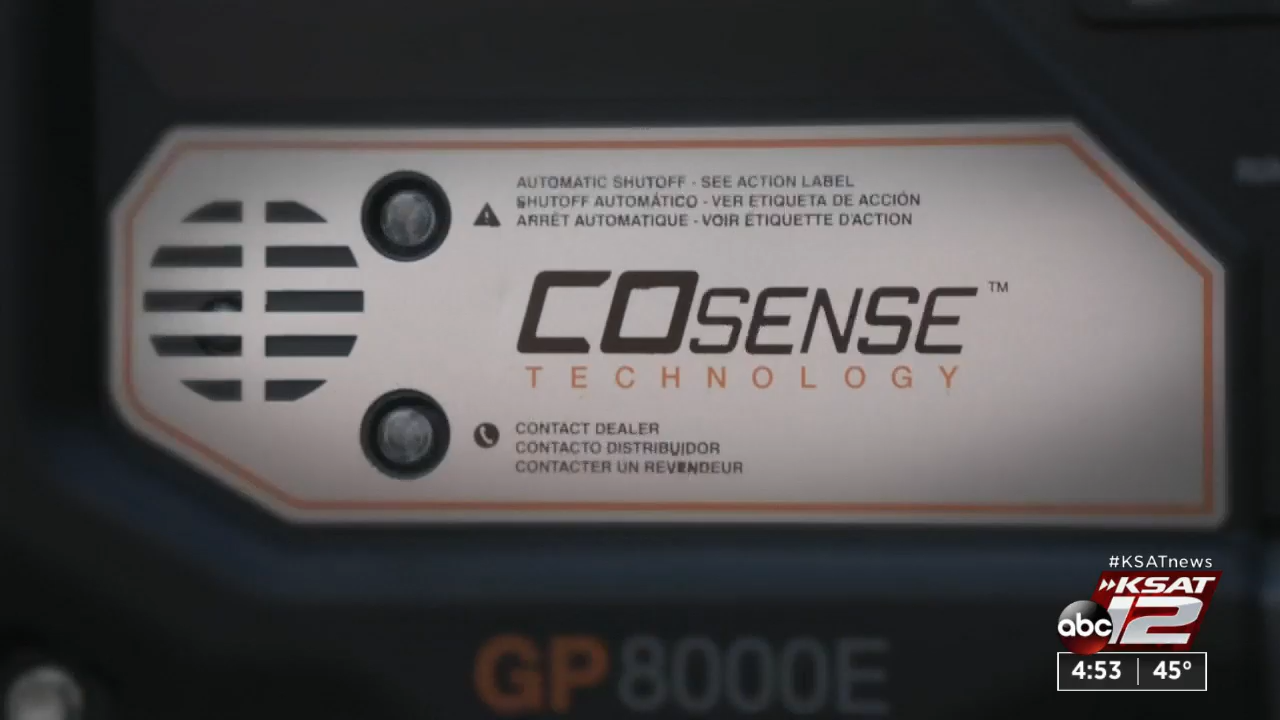 AUTOMATIC SHUTOFF - SEE ACTION LABEL
SHUTOFF AUTOMÁTICO - VER ETIQUETA DE ACCIÓN
ARRÊT AUTOMATIQUE - VOIR ÉTIQUETTE D'ACTION
COSENSE™
TECHNOLOGY
CONTACT DEALER
CONTACTO DISTRIBUIDOR
CONTACTER UN REVENDEUR
GP8000E
#KSATnews
KSAT
abc 12
4:53 | 45°